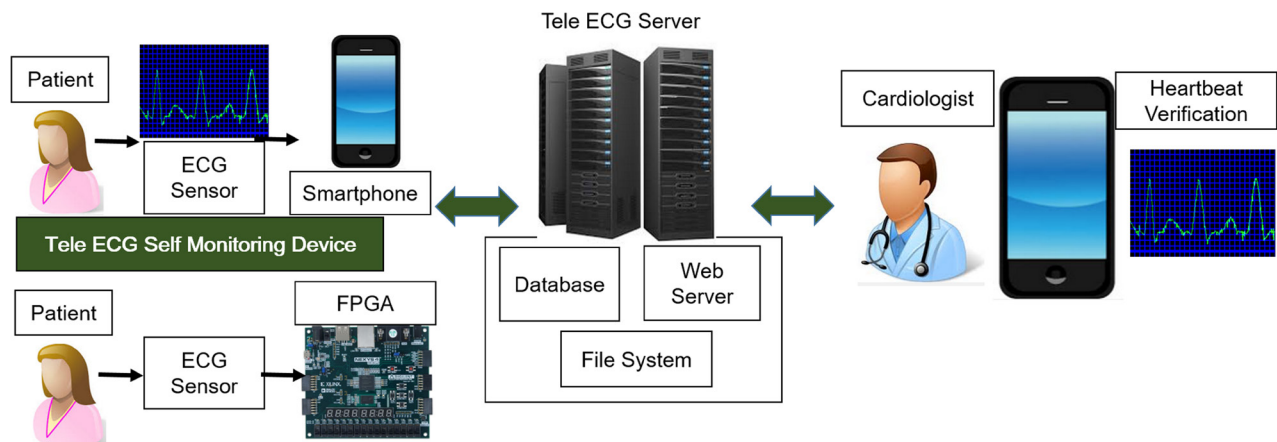 Tele ECG Server
Patient
ECG
Sensor
Smartphone
Tele ECG Self Monitoring Device
Patient
ECG
Sensor
FPGA
XILINX
Database
Web
Server
File System
Cardiologist
Heartbeat
Verification